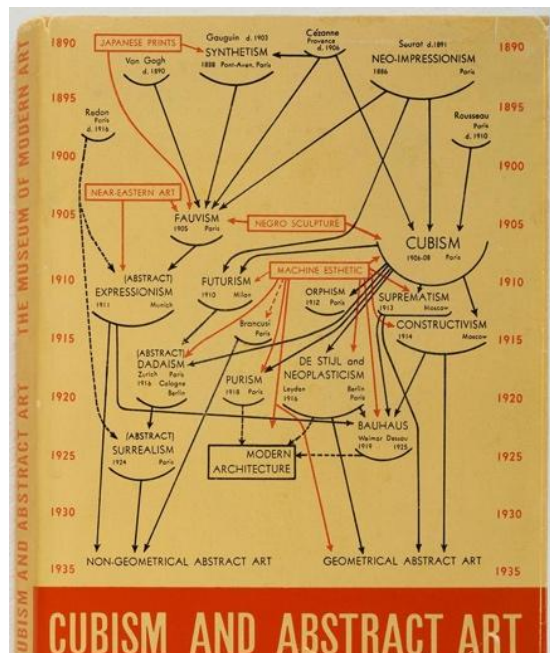 CUBISM AND ABSTRACT ART THE MUSEUM OF MODERN ART
1890
1895
1900
1905
1910
1915
1920
1925
1930
1935
1890
1895
1900
1905
1910
1915
1920
1925
1930
1935
JAPANESE PRINTS
Van Gogh
d. 1890
Gauguin d. 1903
SYNTHETISM
1888 Pont-Aven, Paris
Cézanne
Provence
d. 1906
Seurat d. 1891
NEO-IMPRESSIONISM
1886 Paris
Redon
Paris
d. 1916
Rousseau
Paris
d. 1910
NEAR-EASTERN ART
FAUVISM
1905 Paris
NEGRO SCULPTURE
CUBISM
1906-08 Paris
MACHINE ESTHETIC
(ABSTRACT)
EXPRESSIONISM
1911 Munich
FUTURISM
1910 Milan
ORPHISM
1912 Paris
SUPREMATISM
1913 Moscow
CONSTRUCTIVISM
1914 Moscow
Brancusi
Paris
(ABSTRACT)
DADAISM
Zurich Paris
1916 Cologne
Berlin
PURISM
1918 Paris
DE STIJL and
NEOPLASTICISM
Leyden Berlin
1916 Paris
BAUHAUS
Weimar Dessau
1919 1925
(ABSTRACT)
SURREALISM
1924 Paris
MODERN
ARCHITECTURE
NON-GEOMETRICAL ABSTRACT ART
GEOMETRICAL ABSTRACT ART
CUBISM AND ABSTRACT ART